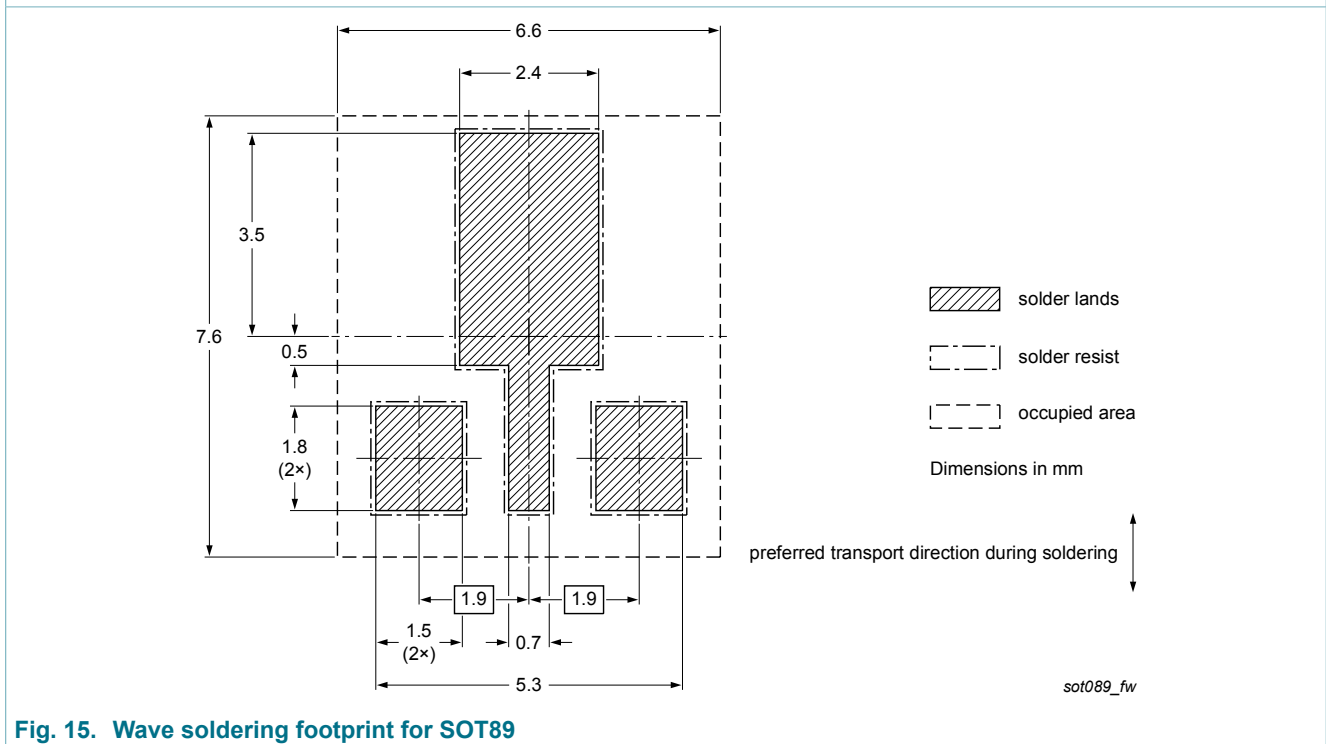 6.6
2.4
3.5
7.6
0.5
solder lands
solder resist
occupied area
1.8
(2×)
Dimensions in mm
preferred transport direction during soldering
1.9
1.9
1.5
(2×)
0.7
5.3
sot089_fw
Fig. 15. Wave soldering footprint for SOT89